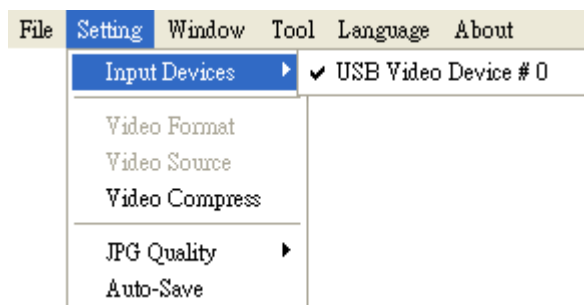 File Setting Window Tool Language About
Input Devices USB Video Device # 0
Video Format
Video Source
Video Compress
JPG Quality
Auto-Save